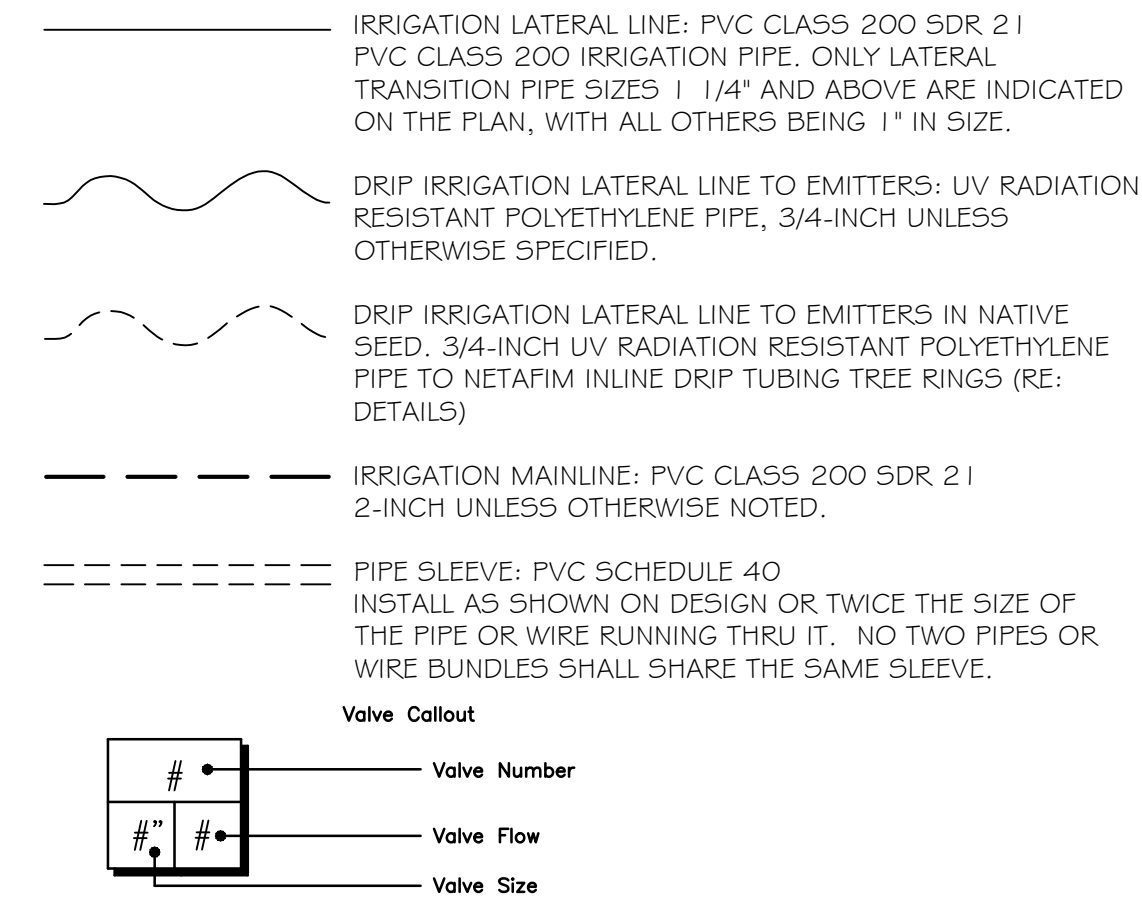 IRRIGATION LATERAL LINE: PVC CLASS 200 SDR 21
PVC CLASS 200 IRRIGATION PIPE. ONLY LATERAL
TRANSITION PIPE SIZES 1 1/4" AND ABOVE ARE INDICATED
ON THE PLAN, WITH ALL OTHERS BEING 1" IN SIZE.
DRIP IRRIGATION LATERAL LINE TO EMITTERS: UV RADIATION
RESISTANT POLYETHYLENE PIPE, 3/4-INCH UNLESS
OTHERWISE SPECIFIED.
DRIP IRRIGATION LATERAL LINE TO EMITTERS IN NATIVE
SEED. 3/4-INCH UV RADIATION RESISTANT POLYETHYLENE
PIPE TO NETAFIM INLINE DRIP TUBING TREE RINGS (RE:
DETAILS)
IRRIGATION MAINLINE: PVC CLASS 200 SDR 21
2-INCH UNLESS OTHERWISE NOTED.
PIPE SLEEVE: PVC SCHEDULE 40
INSTALL AS SHOWN ON DESIGN OR TWICE THE SIZE OF
THE PIPE OR WIRE RUNNING THRU IT. NO TWO PIPES OR
WIRE BUNDLES SHALL SHARE THE SAME SLEEVE.
Valve Callout
# Valve Number
#" # Valve Flow
Valve Size